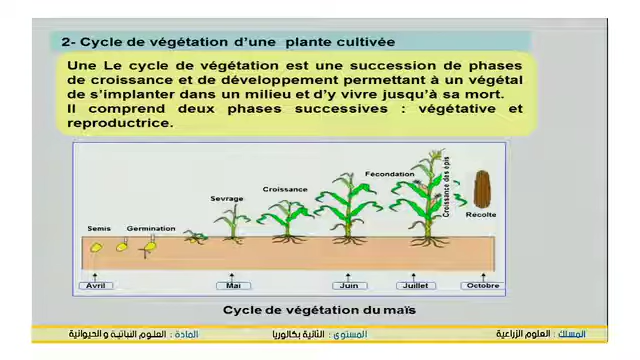 2- Cycle de végétation d'une plante cultivée
Une Le cycle de végétation est une succession de phases
de croissance et de développement permettant à un végétal
de s'implanter dans un milieu et d'y vivre jusqu'à sa mort.
Il comprend deux phases successives : végétative et
reproductrice.
Semis
Germination
Sevrage
Croissance
Fécondation
Croissance des épis
Récolte
Avril
Mai
Juin
Juillet
Octobre
Cycle de végétation du maïs
المسلك : العلوم الزراعية
المستوى : الثانية بكالوريا
المادة : العلوم النباتية و الحيوانية